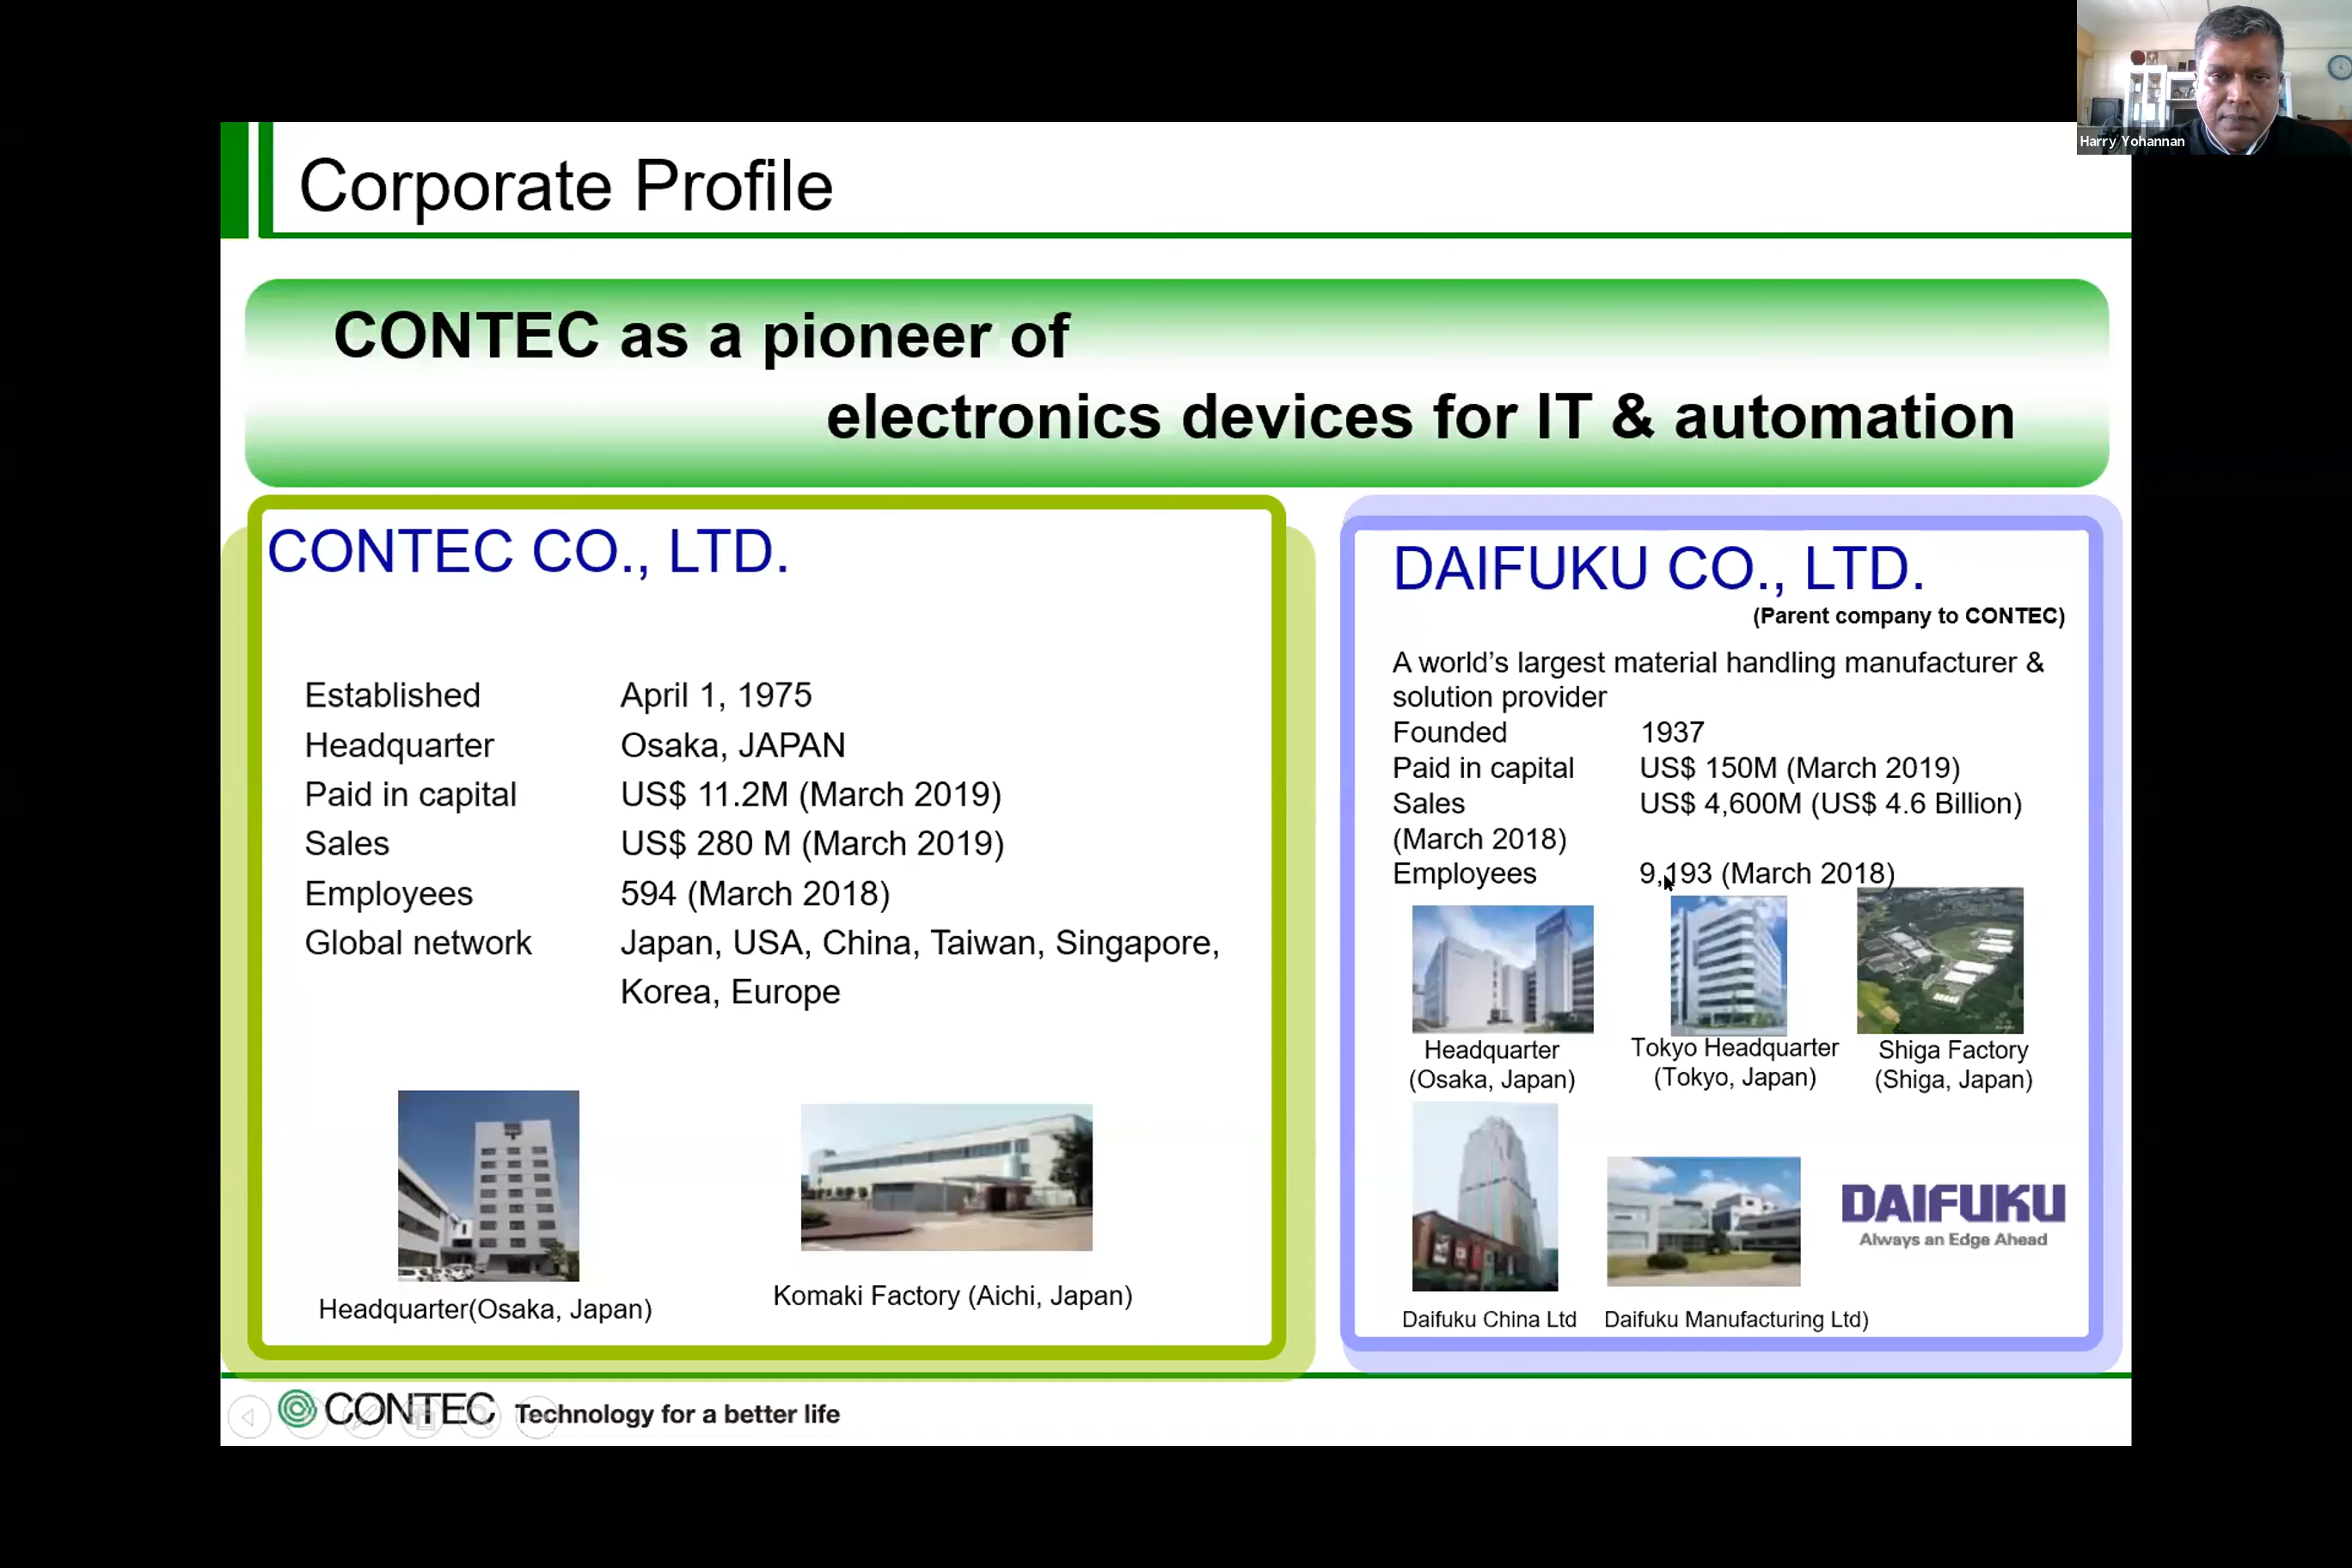 Harry Yohannan
Corporate Profile
CONTEC as a pioneer of
electronics devices for IT & automation
CONTEC CO., LTD.
Established April 1, 1975
Headquarter Osaka, JAPAN
Paid in capital US$ 11.2M (March 2019)
Sales US$ 280 M (March 2019)
Employees 594 (March 2018)
Global network Japan, USA, China, Taiwan, Singapore,
Korea, Europe
Headquarter(Osaka, Japan)
Komaki Factory (Aichi, Japan)
DAIFUKU CO., LTD.
(Parent company to CONTEC)
A world’s largest material handling manufacturer &
solution provider
Founded 1937
Paid in capital US$ 150M (March 2019)
Sales US$ 4,600M (US$ 4.6 Billion)
(March 2018)
Employees 9,193 (March 2018)
Headquarter
(Osaka, Japan)
Tokyo Headquarter
(Tokyo, Japan)
Shiga Factory
(Shiga, Japan)
Daifuku China Ltd
Daifuku Manufacturing Ltd)
DAIFUKU
Always an Edge Ahead
CONTEC Technology for a better life